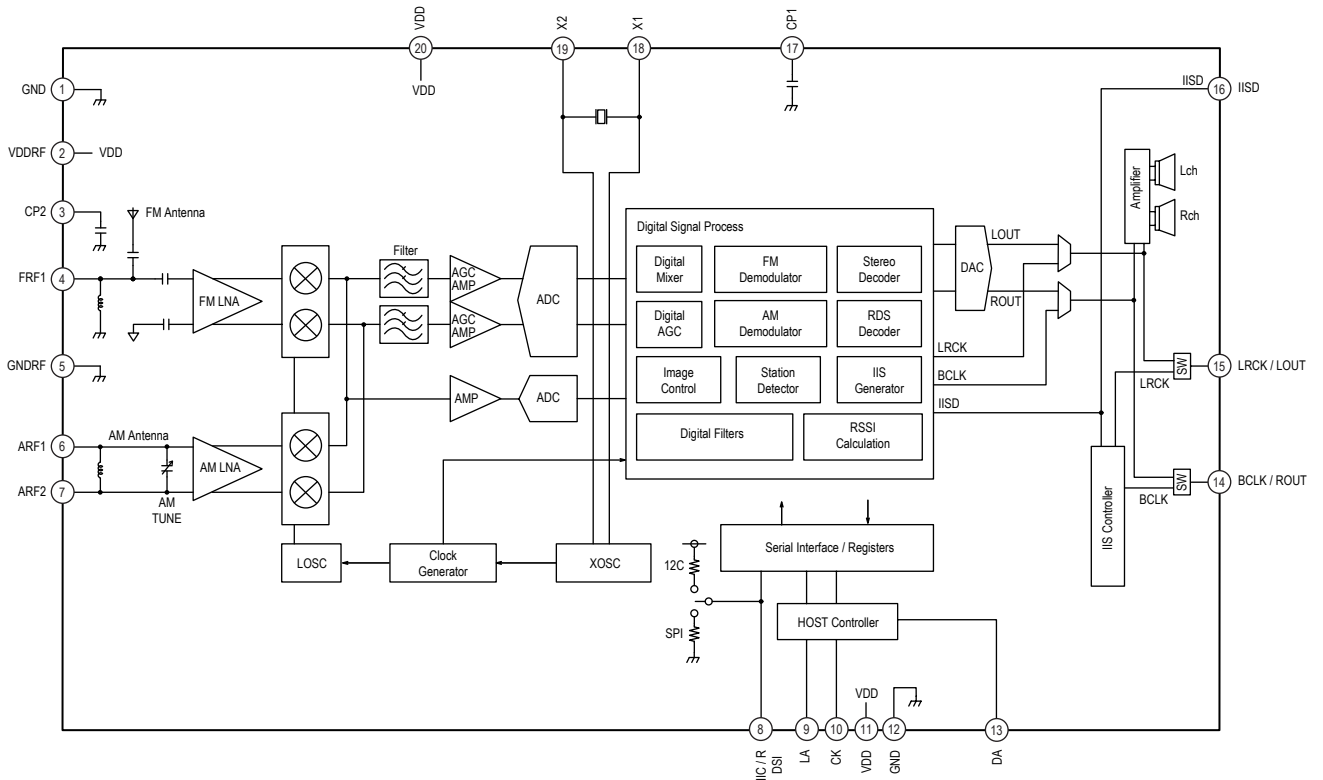 VDD
X2
X1
CP1
20
19
18
17
VDD
GND
1
IISD
16
IISD
VDDRF
2
VDD
CP2
3
FM Antenna
Amplifier
Lch
Rch
FRF1
4
FM LNA
Filter
AGC
AMP
AGC
AMP
ADC
Digital Signal Process
Digital
Mixer
FM
Demodulator
Stereo
Decoder
Digital
AGC
AM
Demodulator
RDS
Decoder
Image
Control
Station
Detector
IIS
Generator
Digital Filters
RSSI
Calculation
DAC
LOUT
ROUT
LRCK
BCLK
IISD
GNDRF
5
AMP
ADC
SW
15
LRCK / LOUT
LRCK
ARF1
6
AM Antenna
AM LNA
ARF2
7
AM
TUNE
SW
14
BCLK / ROUT
BCLK
IIS Controller
LOSC
Clock
Generator
XOSC
12C
SPI
Serial Interface / Registers
HOST Controller
VDD
8
9
10
11
12
13
IIC / R
DSI
LA
CK
VDD
GND
DA